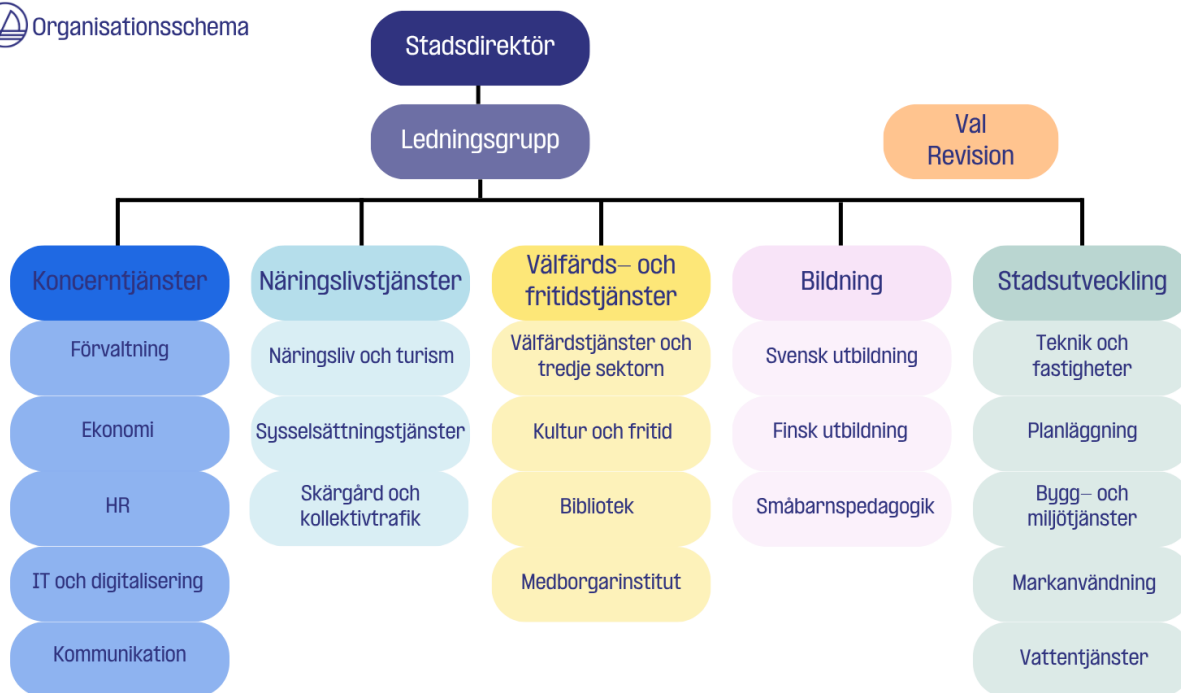 Organisationsschema
Stadsdirektör
Ledningsgrupp
Val
Revision
Koncerntjänster
Förvaltning
Ekonomi
HR
IT och digitalisering
Kommunikation
Näringslivstjänster
Näringsliv och turism
Sysselsättningstjänster
Skärgård och
kollektivtrafik
Välfärds– och
fritidstjänster
Välfärdstjänster och
tredje sektorn
Kultur och fritid
Bibliotek
Medborgarinstitut
Bildning
Svensk utbildning
Finsk utbildning
Småbarnspedagogik
Stadsutveckling
Teknik och
fastigheter
Planläggning
Bygg– och
miljötjänster
Markanvändning
Vattentjänster